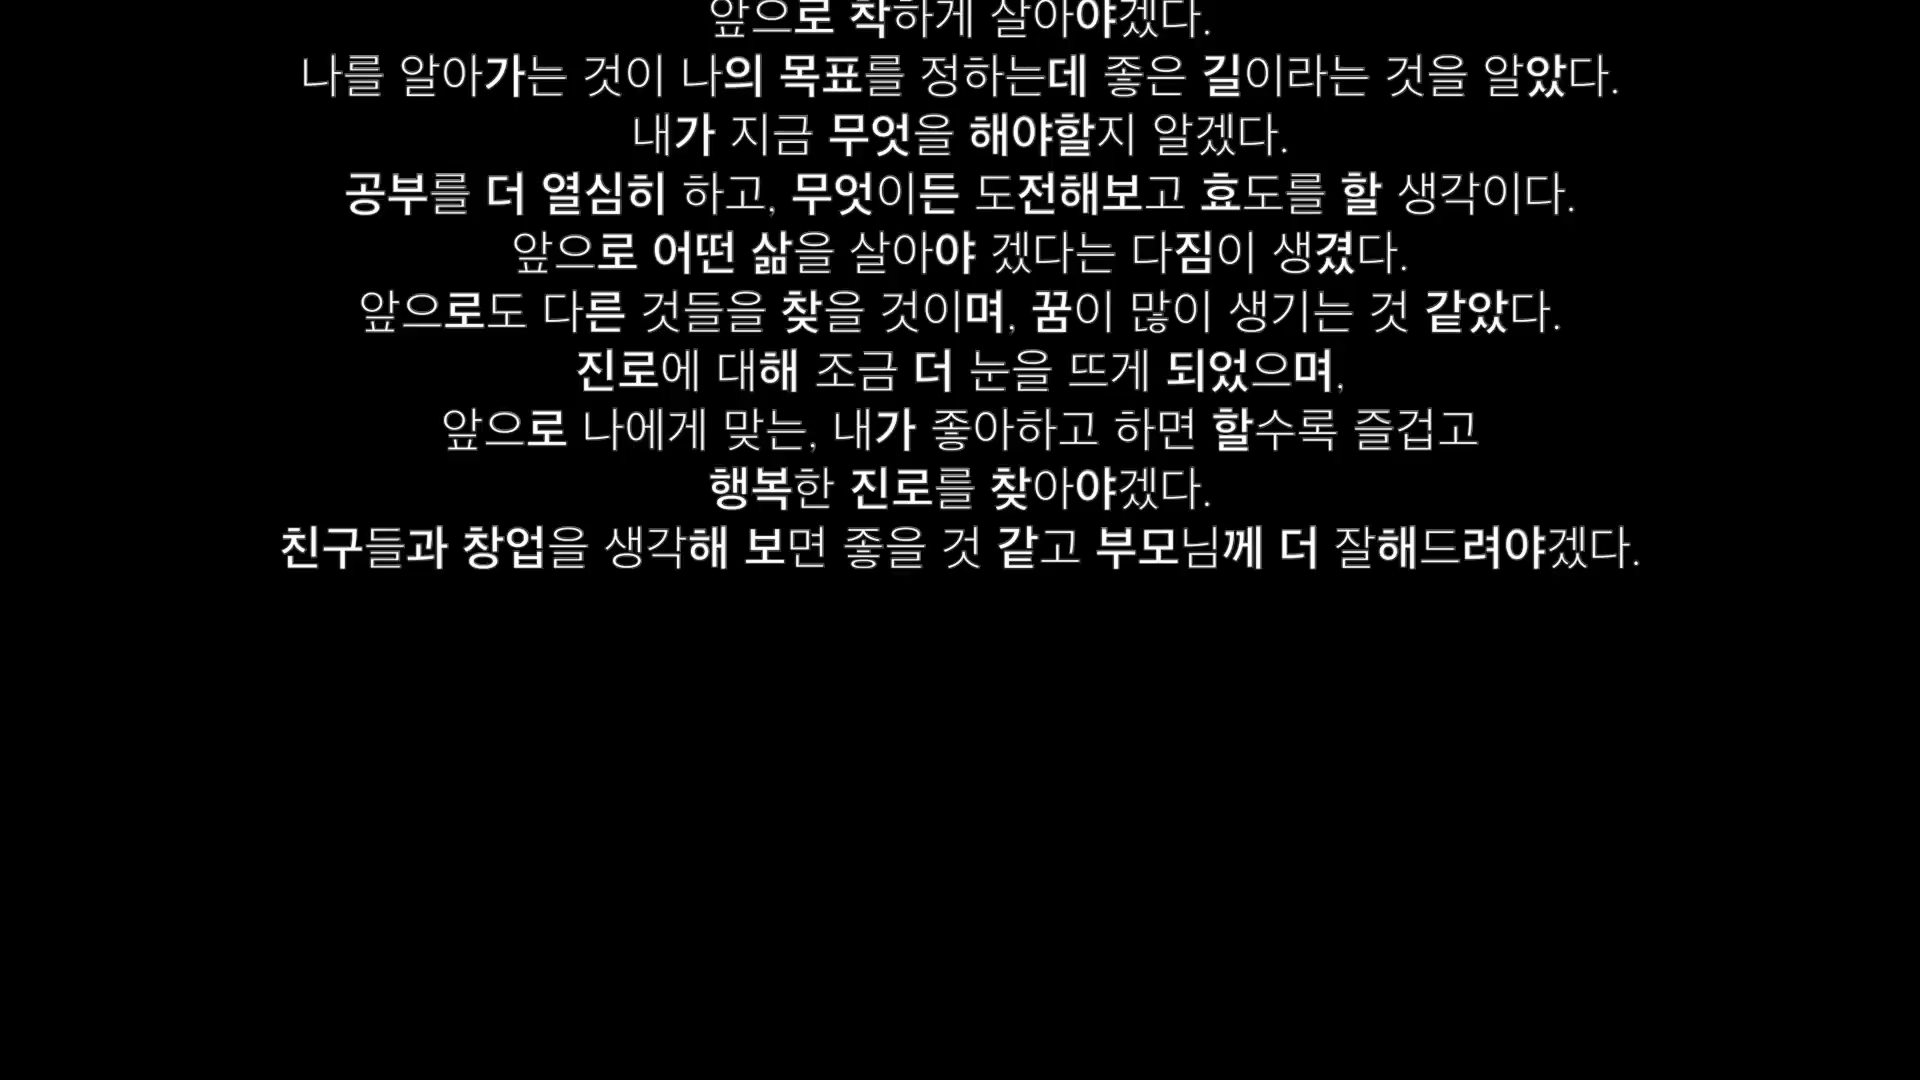 앞으로 착하게 살아야겠다.
나를 알아가는 것이 나의 목표를 정하는데 좋은 길이라는 것을 알았다.
내가 지금 무엇을 해야할지 알겠다.
공부를 더 열심히 하고, 무엇이든 도전해보고 효도를 할 생각이다.
앞으로 어떤 삶을 살아야 겠다는 다짐이 생겼다.
앞으로도 다른 것들을 찾을 것이며, 꿈이 많이 생기는 것 같았다.
진로에 대해 조금 더 눈을 뜨게 되었으며,
앞으로 나에게 맞는, 내가 좋아하고 하면 할수록 즐겁고
행복한 진로를 찾아야겠다.
친구들과 창업을 생각해 보면 좋을 것 같고 부모님께 더 잘해드려야겠다.